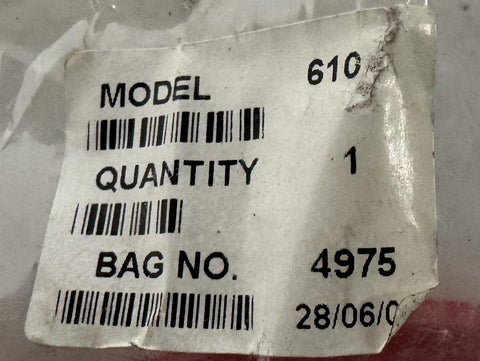 MODEL 610
QUANTITY 1
BAG NO. 4975
28/06/0